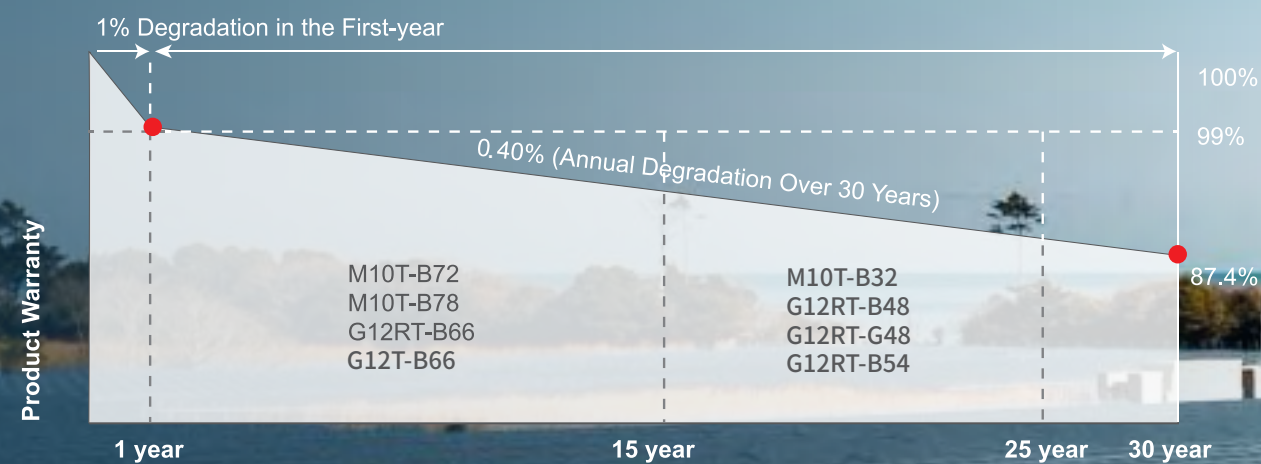 1% Degradation in the First-year
100%
99%
0.40% (Annual Degradation Over 30 Years)
87.4%
Product Warranty
M10T-B72
M10T-B78
G12RT-B66
G12T-B66
M10T-B32
G12RT-B48
G12RT-G48
G12RT-B54
1 year
15 year
25 year
30 year